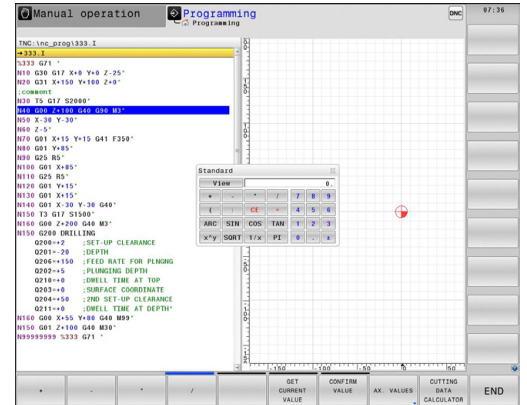 Manual operation
Programming
Programming
DNC
07:36
TNC:\nc_prog\333.I
→333.I
%333 G71 *
N10 G30 G17 X+0 Y+0 Z-25*
N20 G31 X+150 Y+100 Z+0*
;comment
N30 T5 G17 S2000*
N40 G00 Z+100 G40 G90 M3*
N50 X-30 Y-30*
N60 Z-5*
N70 G01 X+15 Y+15 G41 F350*
N80 G01 Y+85*
N90 G25 R5*
N100 G01 X+85*
N110 G25 R5*
N120 G01 Y+15*
N130 G01 X+15*
N140 G01 X-30 Y-30 G40*
N150 T3 G17 S1500*
N160 G00 Z+200 G40 M3*
N150 G200 DRILLING
Q200=+2 ;SET-UP CLEARANCE
Q201=-20 ;DEPTH
Q206=+150 ;FEED RATE FOR PLNGNG
Q202=+5 ;PLUNGING DEPTH
Q210=+0 ;DWELL TIME AT TOP
Q203=+0 ;SURFACE COORDINATE
Q204=+50 ;2ND SET-UP CLEARANCE
Q211=+0 ;DWELL TIME AT DEPTH*
N160 G00 X+55 Y+80 G40 M99*
N150 G01 Z+100 G40 M30*
N99999999 %333 G71 *
Standard
View
0.
+ - * / 7 8 9
( ) CE = 4 5 6
ARC SIN COS TAN 1 2 3
x^y SQRT 1/x PI 0 . ±
-150 -100 -50 0 50
+ - * /
GET CURRENT VALUE
CONFIRM VALUE
AX. VALUES
CUTTING DATA CALCULATOR
END